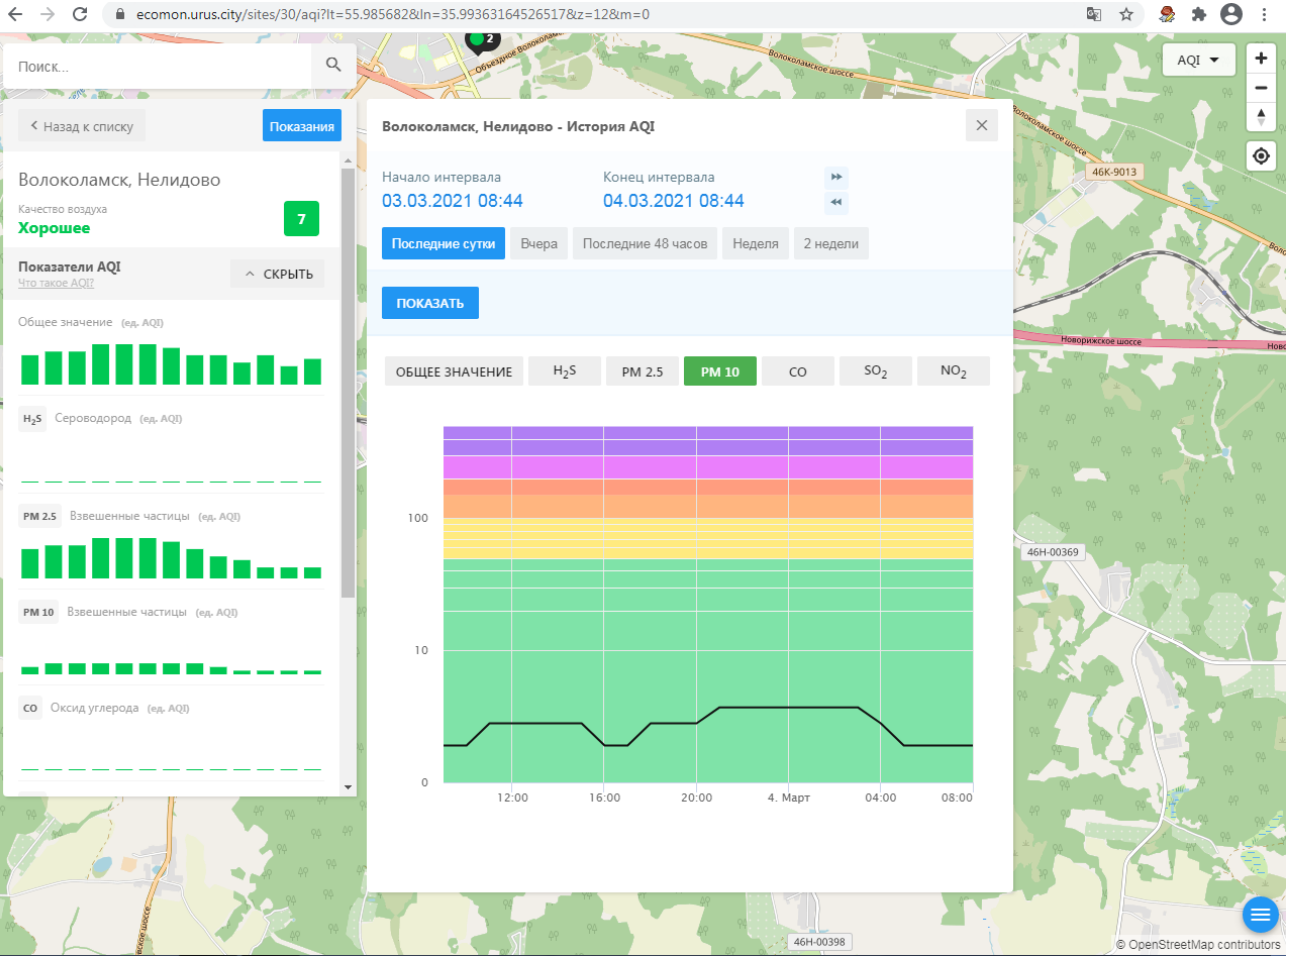 ecomon.urus.city/sites/30/aqi?lt=55.985682&ln=35.99363164526517&z=12&m=0
2
Объездное Волоколам
Волоколамское шоссе
Поиск...
AQI
Назад к списку
Показания
Волоколамск, Нелидово
Качество воздуха
Хорошее
7
Показатели AQI
Что такое AQI?
СКРЫТЬ
Общее значение (ед. AQI)
H2S Сероводород (ед. AQI)
PM 2.5 Взвешенные частицы (ед. AQI)
PM 10 Взвешенные частицы (ед. AQI)
CO Оксид углерода (ед. AQI)
Волоколамск, Нелидово - История AQI
Начало интервала
03.03.2021 08:44
Конец интервала
04.03.2021 08:44
Последние сутки
Вчера
Последние 48 часов
Неделя
2 недели
ПОКАЗАТЬ
ОБЩЕЕ ЗНАЧЕНИЕ
H2S
PM 2.5
PM 10
CO
SO2
NO2
100
10
0
12:00
16:00
20:00
4. Март
04:00
08:00
Волоколамское шоссе
46К-9013
Новорижское шоссе
Ново
46Н-00369
46Н-00398
© OpenStreetMap contributors